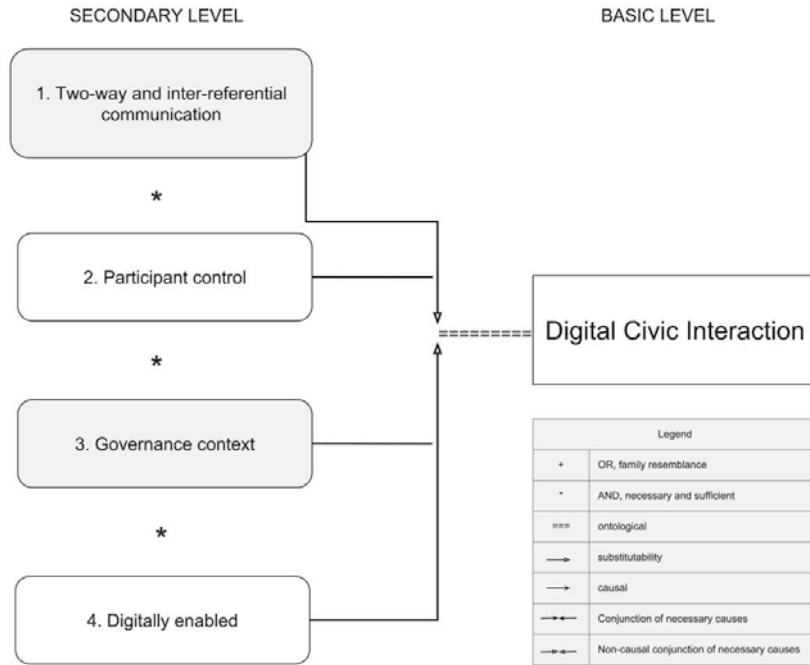 SECONDARY LEVEL
BASIC LEVEL
1. Two-way and inter-referential
communication
*
2. Participant control
*
3. Governance context
*
4. Digitally enabled
=========
Digital Civic Interaction
Legend
+ OR, family resemblance
* AND, necessary and sufficient
=== ontological
substitutability
causal
Conjunction of necessary causes
Non-causal conjunction of necessary causes